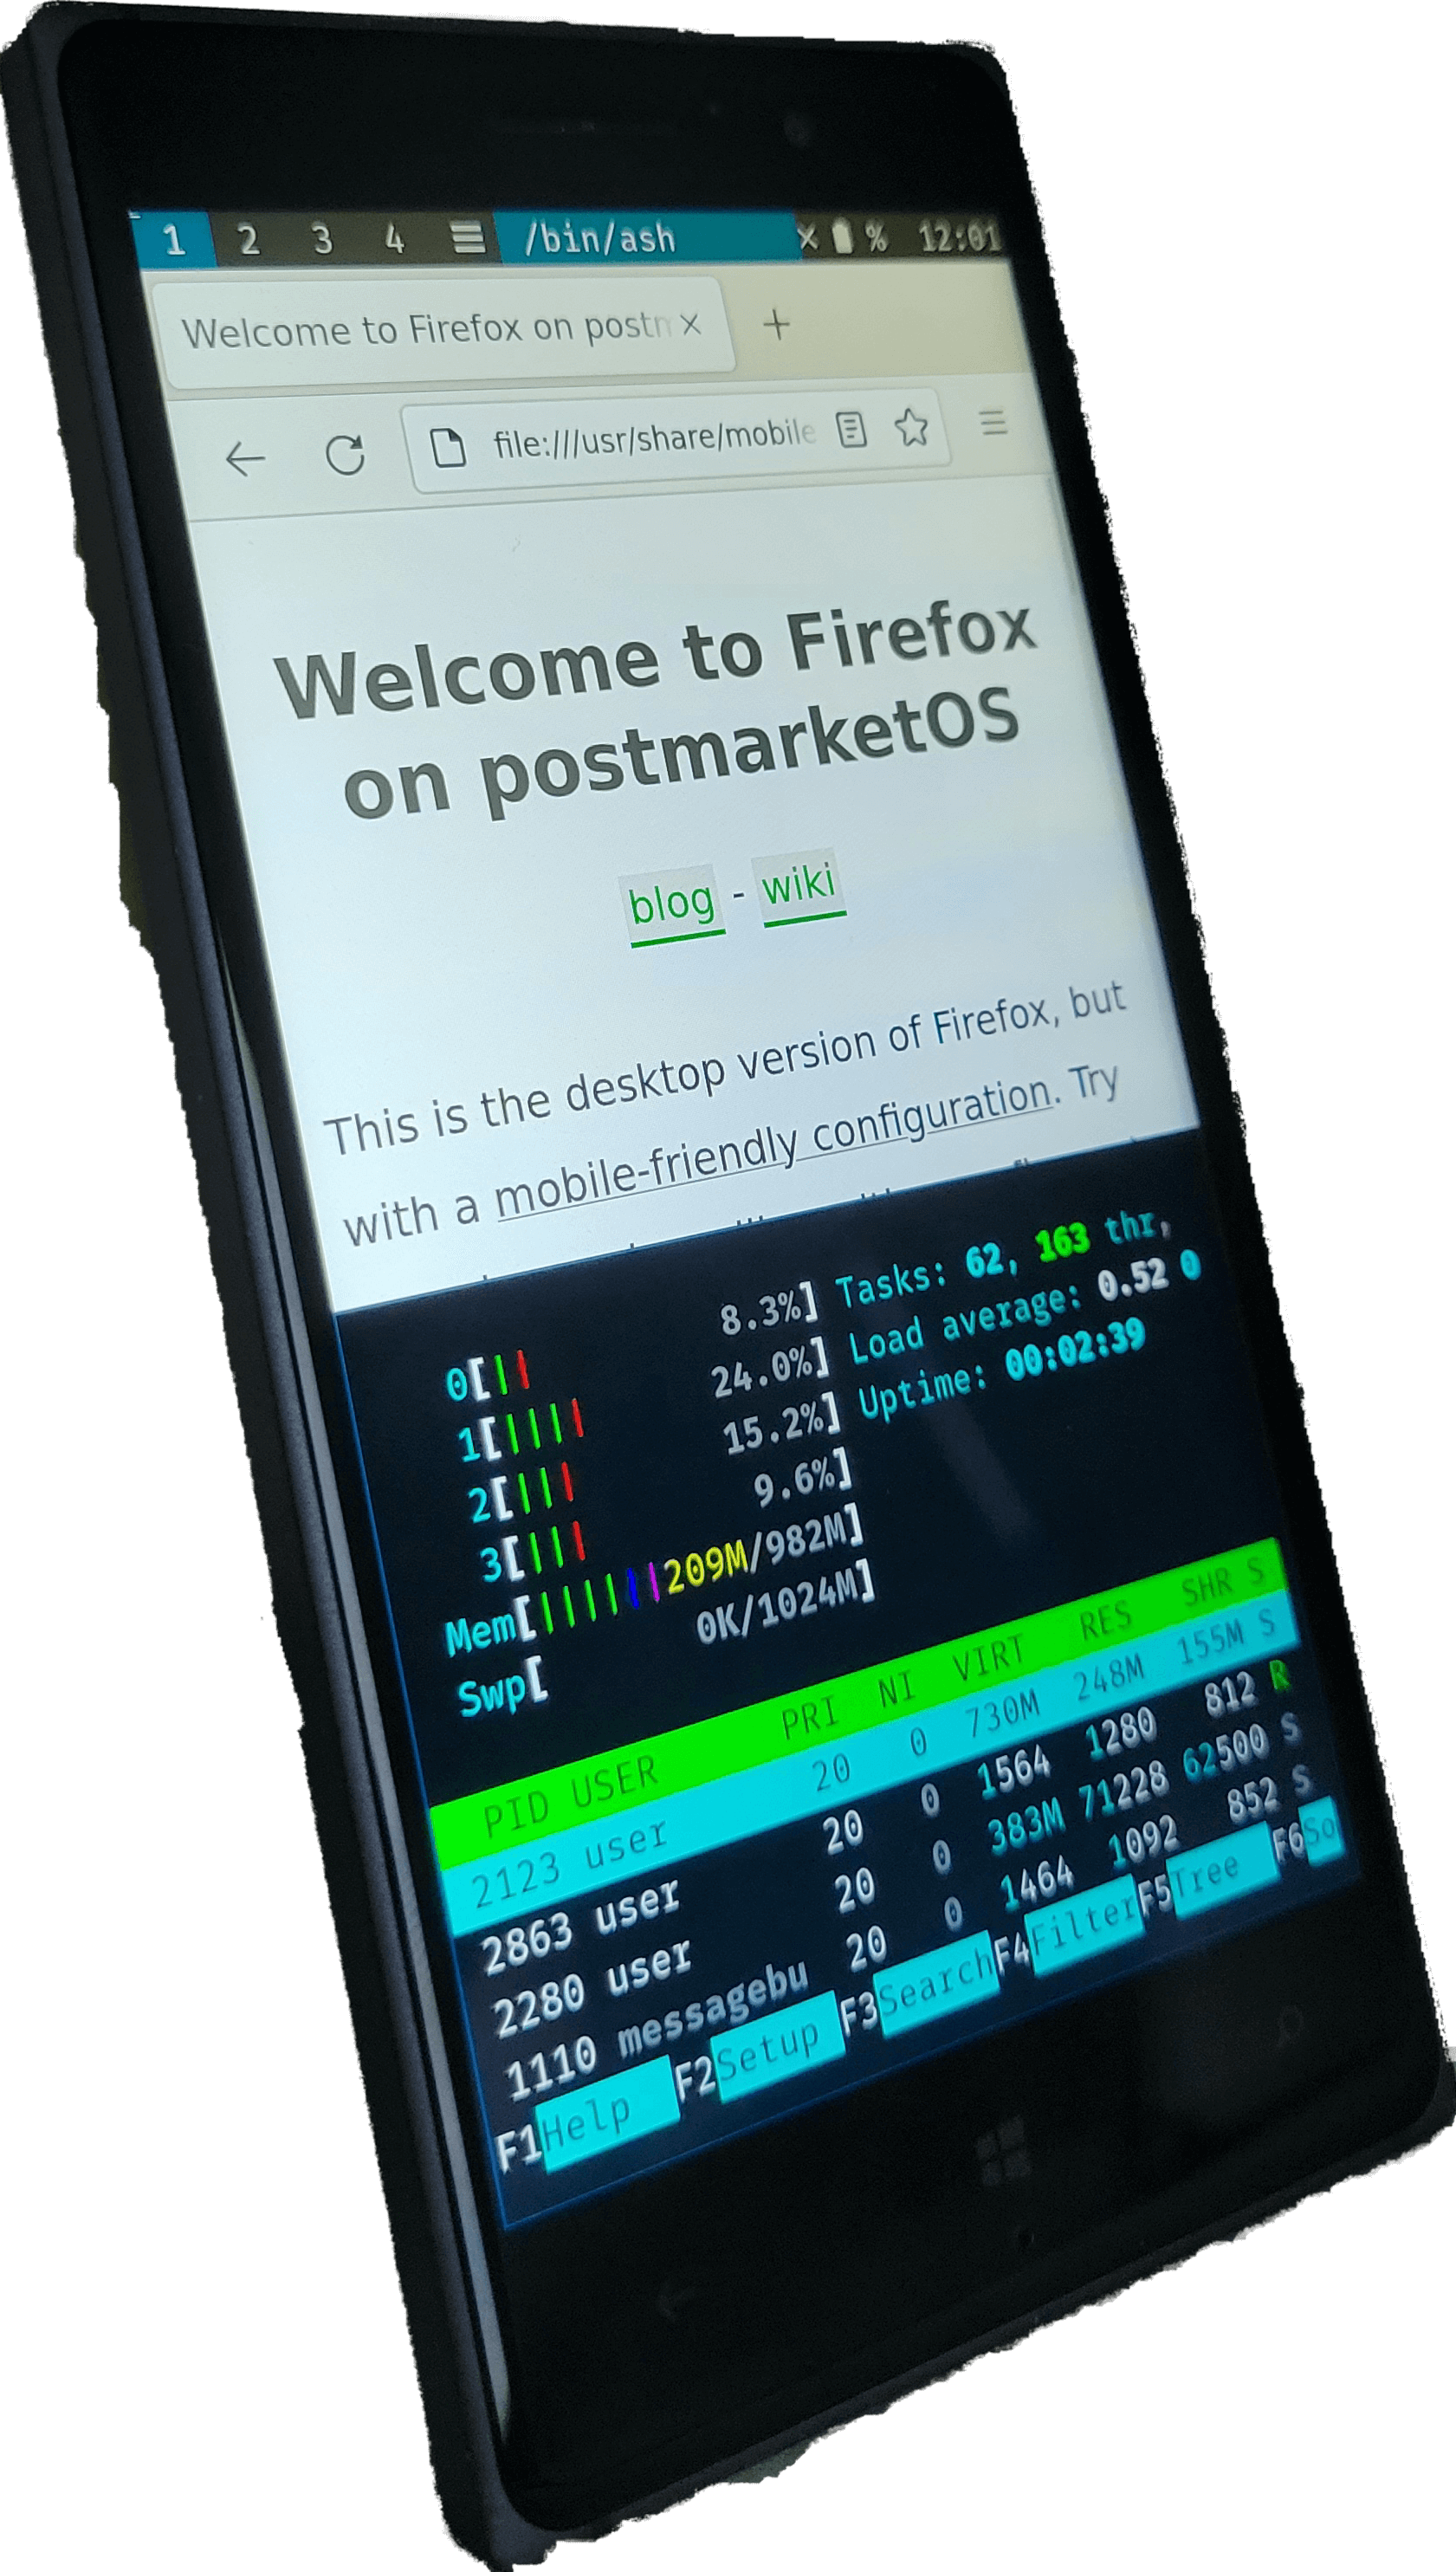 1 2 3 4 /bin/ash % 12:01
Welcome to Firefox on postm
file:///usr/share/mobile
Welcome to Firefox
on postmarketOS
blog - wiki
This is the desktop version of Firefox, but
with a mobile-friendly configuration. Try
0[|| 8.3%] Tasks: 62, 163 thr,
1[|||| 24.0%] Load average: 0.52 0
2[||| 15.2%] Uptime: 00:02:39
3[||| 9.6%]
Mem[||||||209M/982M]
Swp[ 0K/1024M]
PID USER PRI NI VIRT RES SHR S
2123 user 20 0 730M 248M 155M S
2863 user 20 0 1564 1280 812 R
2280 user 20 0 383M 71228 62500 S
1110 messagebu 20 0 1464 1092 852 S
F1Help F2Setup F3Search F4Filter F5Tree F6So